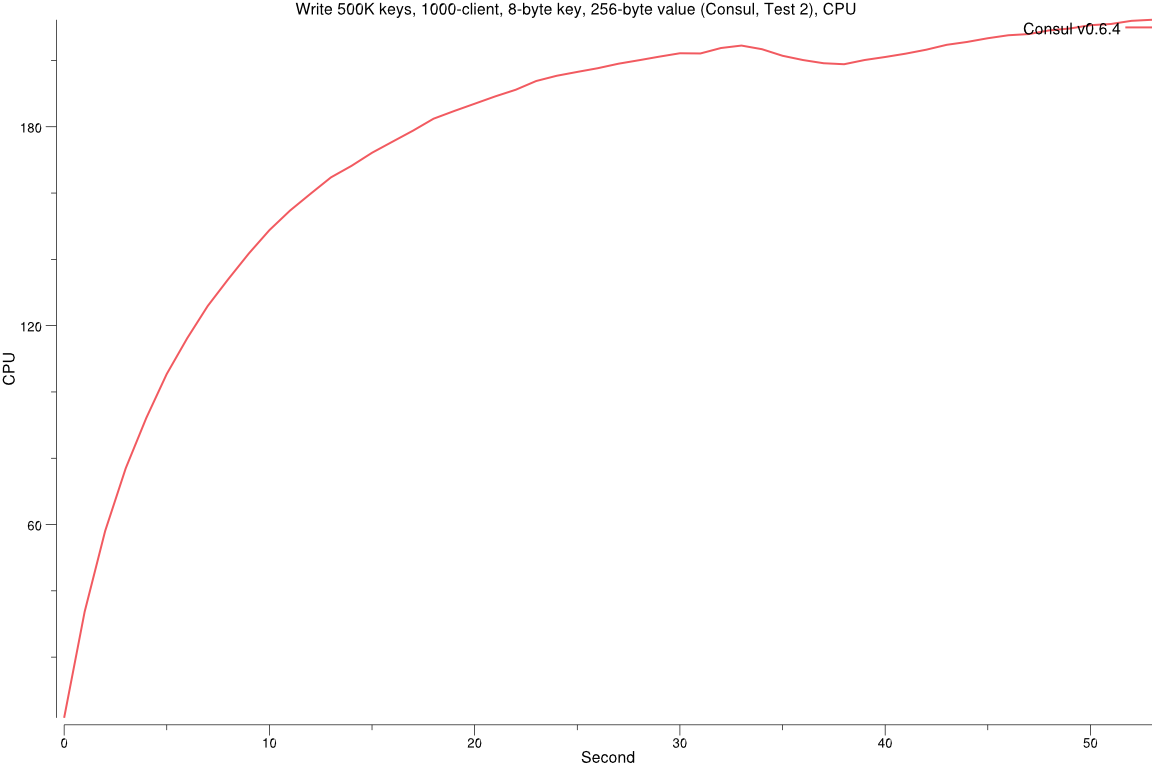 Write 500K keys, 1000-client, 8-byte key, 256-byte value (Consul, Test 2), CPU
Consul v0.6.4
180
120
CPU
60
0 10 20 30 40 50
Second